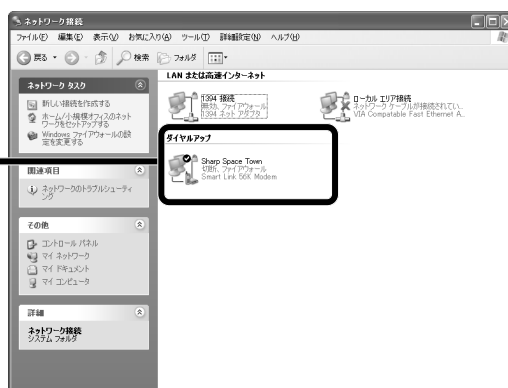 ネットワーク接続
ファイル(F) 編集(E) 表示(V) お気に入り(A) ツール(T) 詳細設定(N) ヘルプ(H)
戻る 検索 フォルダ
ネットワーク タスク
新しい接続を作成する
ホーム/小規模オフィスのネットワークをセットアップする
Windows ファイアウォールの設定を変更する
関連項目
ネットワークのトラブルシューティング
その他
コントロール パネル
マイ ネットワーク
マイ ドキュメント
マイ コンピュータ
詳細
ネットワーク接続
システム フォルダ
LAN または高速インターネット
1394 接続
無効、ファイアウォール
1394 ネット アダプタ
ローカル エリア接続
ネットワーク ケーブルが接続されてい...
VIA Compatable Fast Ethernet A...
ダイヤルアップ
Sharp Space Town
切断、ファイアウォール
Smart Link 56K Modem